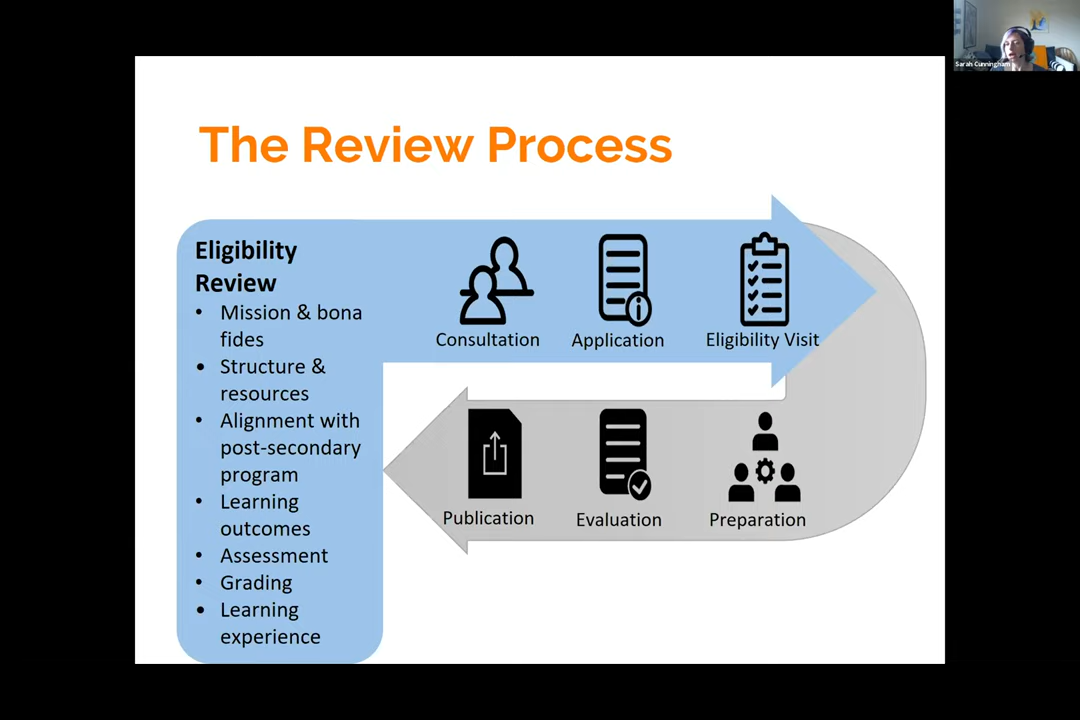 The Review Process
Eligibility
Review
• Mission & bona
fides
• Structure &
resources
• Alignment with
post-secondary
program
• Learning
outcomes
• Assessment
• Grading
• Learning
experience
Consultation
Application
Eligibility Visit
Publication
Evaluation
Preparation
Sarah Cunningham